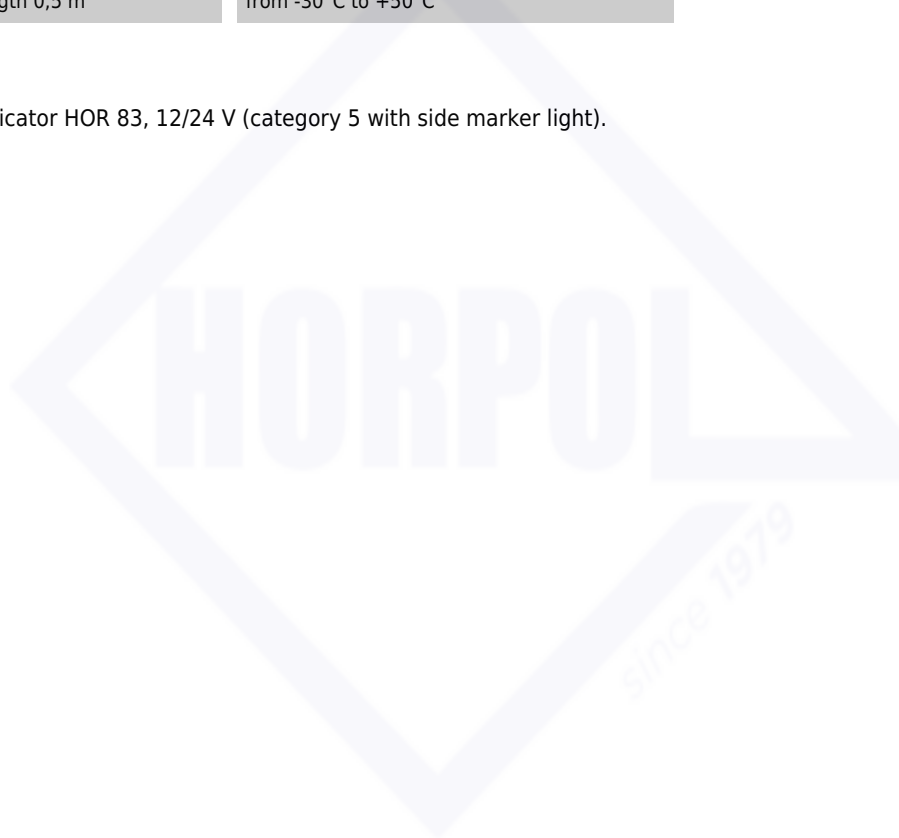 gth 0,5 m from -30°C to +50°C
icator HOR 83, 12/24 V (category 5 with side marker light).
HORPOL
since 1979